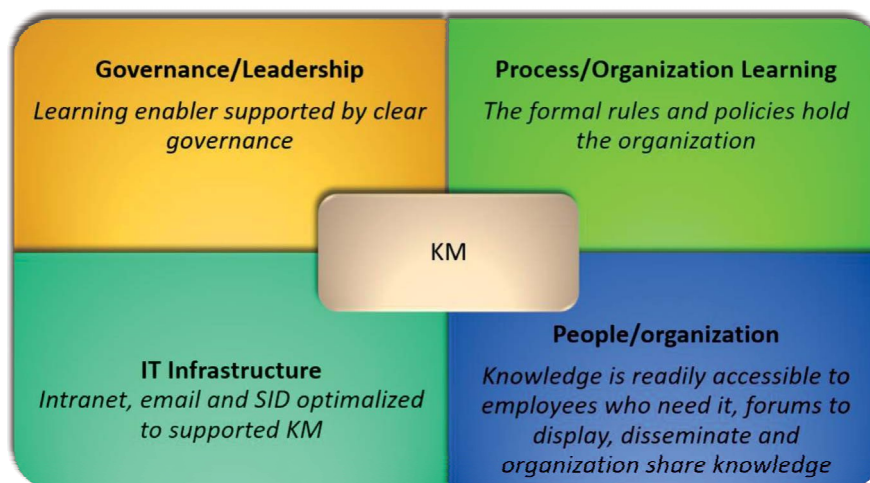 Governance/Leadership
Learning enabler supported by clear
governance
Process/Organization Learning
The formal rules and policies hold
the organization
KM
IT Infrastructure
Intranet, email and SID optimalized
to supported KM
People/organization
Knowledge is readily accessible to
employees who need it, forums to
display, disseminate and
organization share knowledge